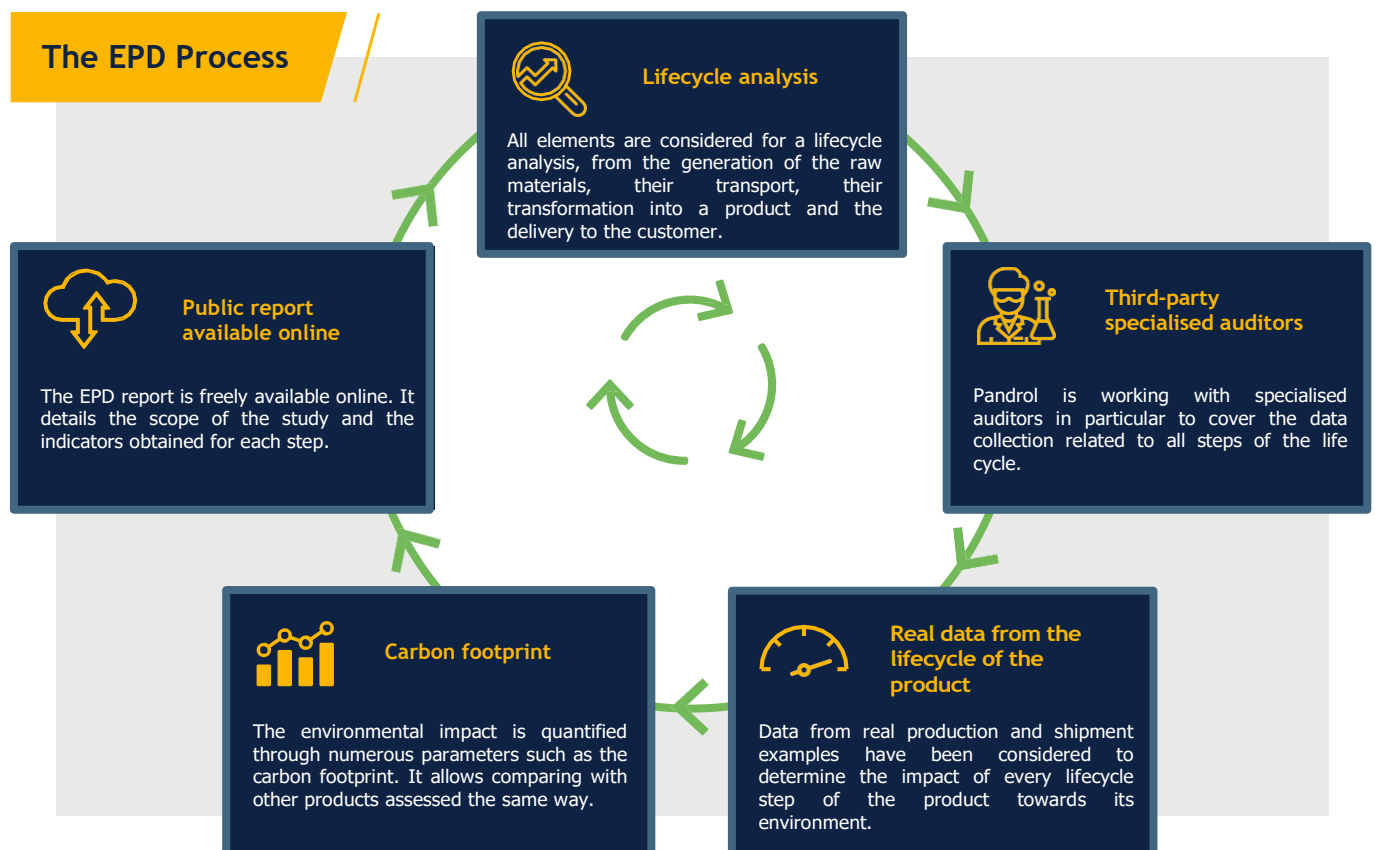 The EPD Process
Lifecycle analysis
All elements are considered for a lifecycle
analysis, from the generation of the raw
materials, their transport, their
transformation into a product and the
delivery to the customer.
Third-party
specialised auditors
Pandrol is working with specialised
auditors in particular to cover the data
collection related to all steps of the life
cycle.
Real data from the
lifecycle of the
product
Data from real production and shipment
examples have been considered to
determine the impact of every lifecycle
step of the product towards its
environment.
Carbon footprint
The environmental impact is quantified
through numerous parameters such as the
carbon footprint. It allows comparing with
other products assessed the same way.
Public report
available online
The EPD report is freely available online. It
details the scope of the study and the
indicators obtained for each step.